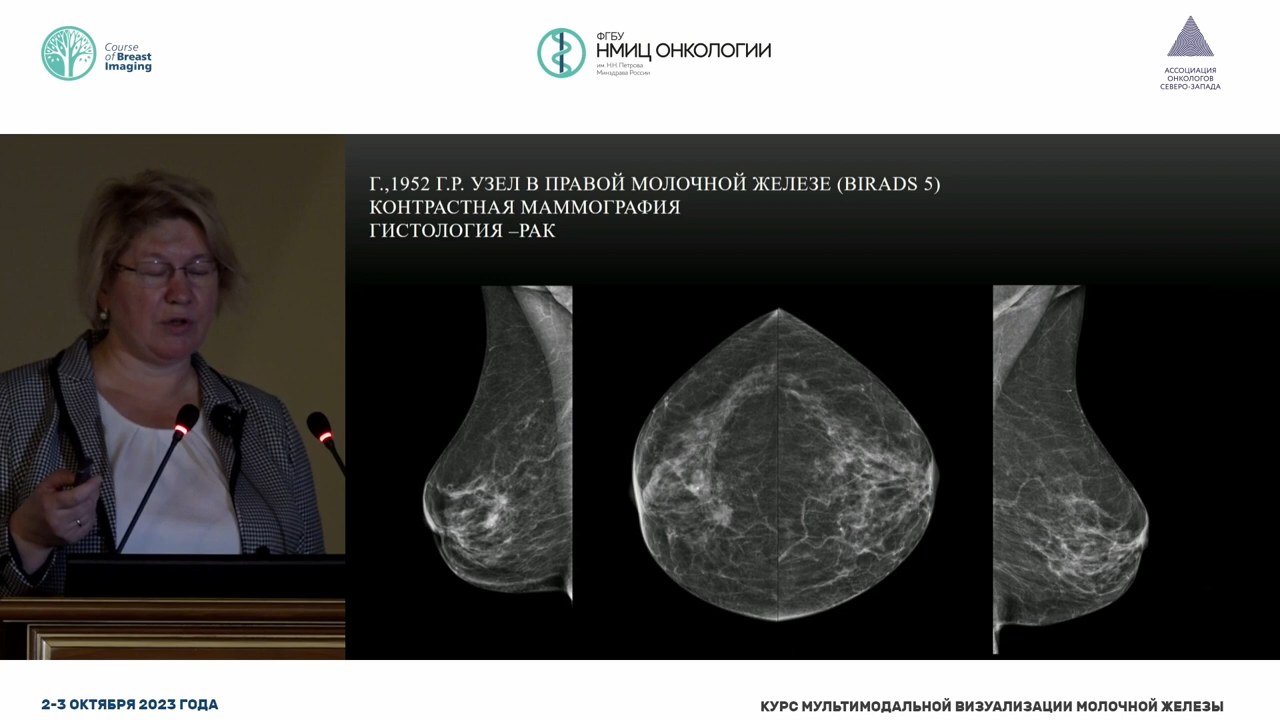 Course
of Breast
Imaging
ФГБУ
НМИЦ ОНКОЛОГИИ
им. Н.Н. Петрова
Минздрава России
АССОЦИАЦИЯ
ОНКОЛОГОВ
СЕВЕРО-ЗАПАДА
Г.,1952 Г.Р. УЗЕЛ В ПРАВОЙ МОЛОЧНОЙ ЖЕЛЕЗЕ (BIRADS 5)
КОНТРАСТНАЯ МАММОГРАФИЯ
ГИСТОЛОГИЯ –РАК
2-3 ОКТЯБРЯ 2023 ГОДА
КУРС МУЛЬТИМОДАЛЬНОЙ ВИЗУАЛИЗАЦИИ МОЛОЧНОЙ ЖЕЛЕЗЫ